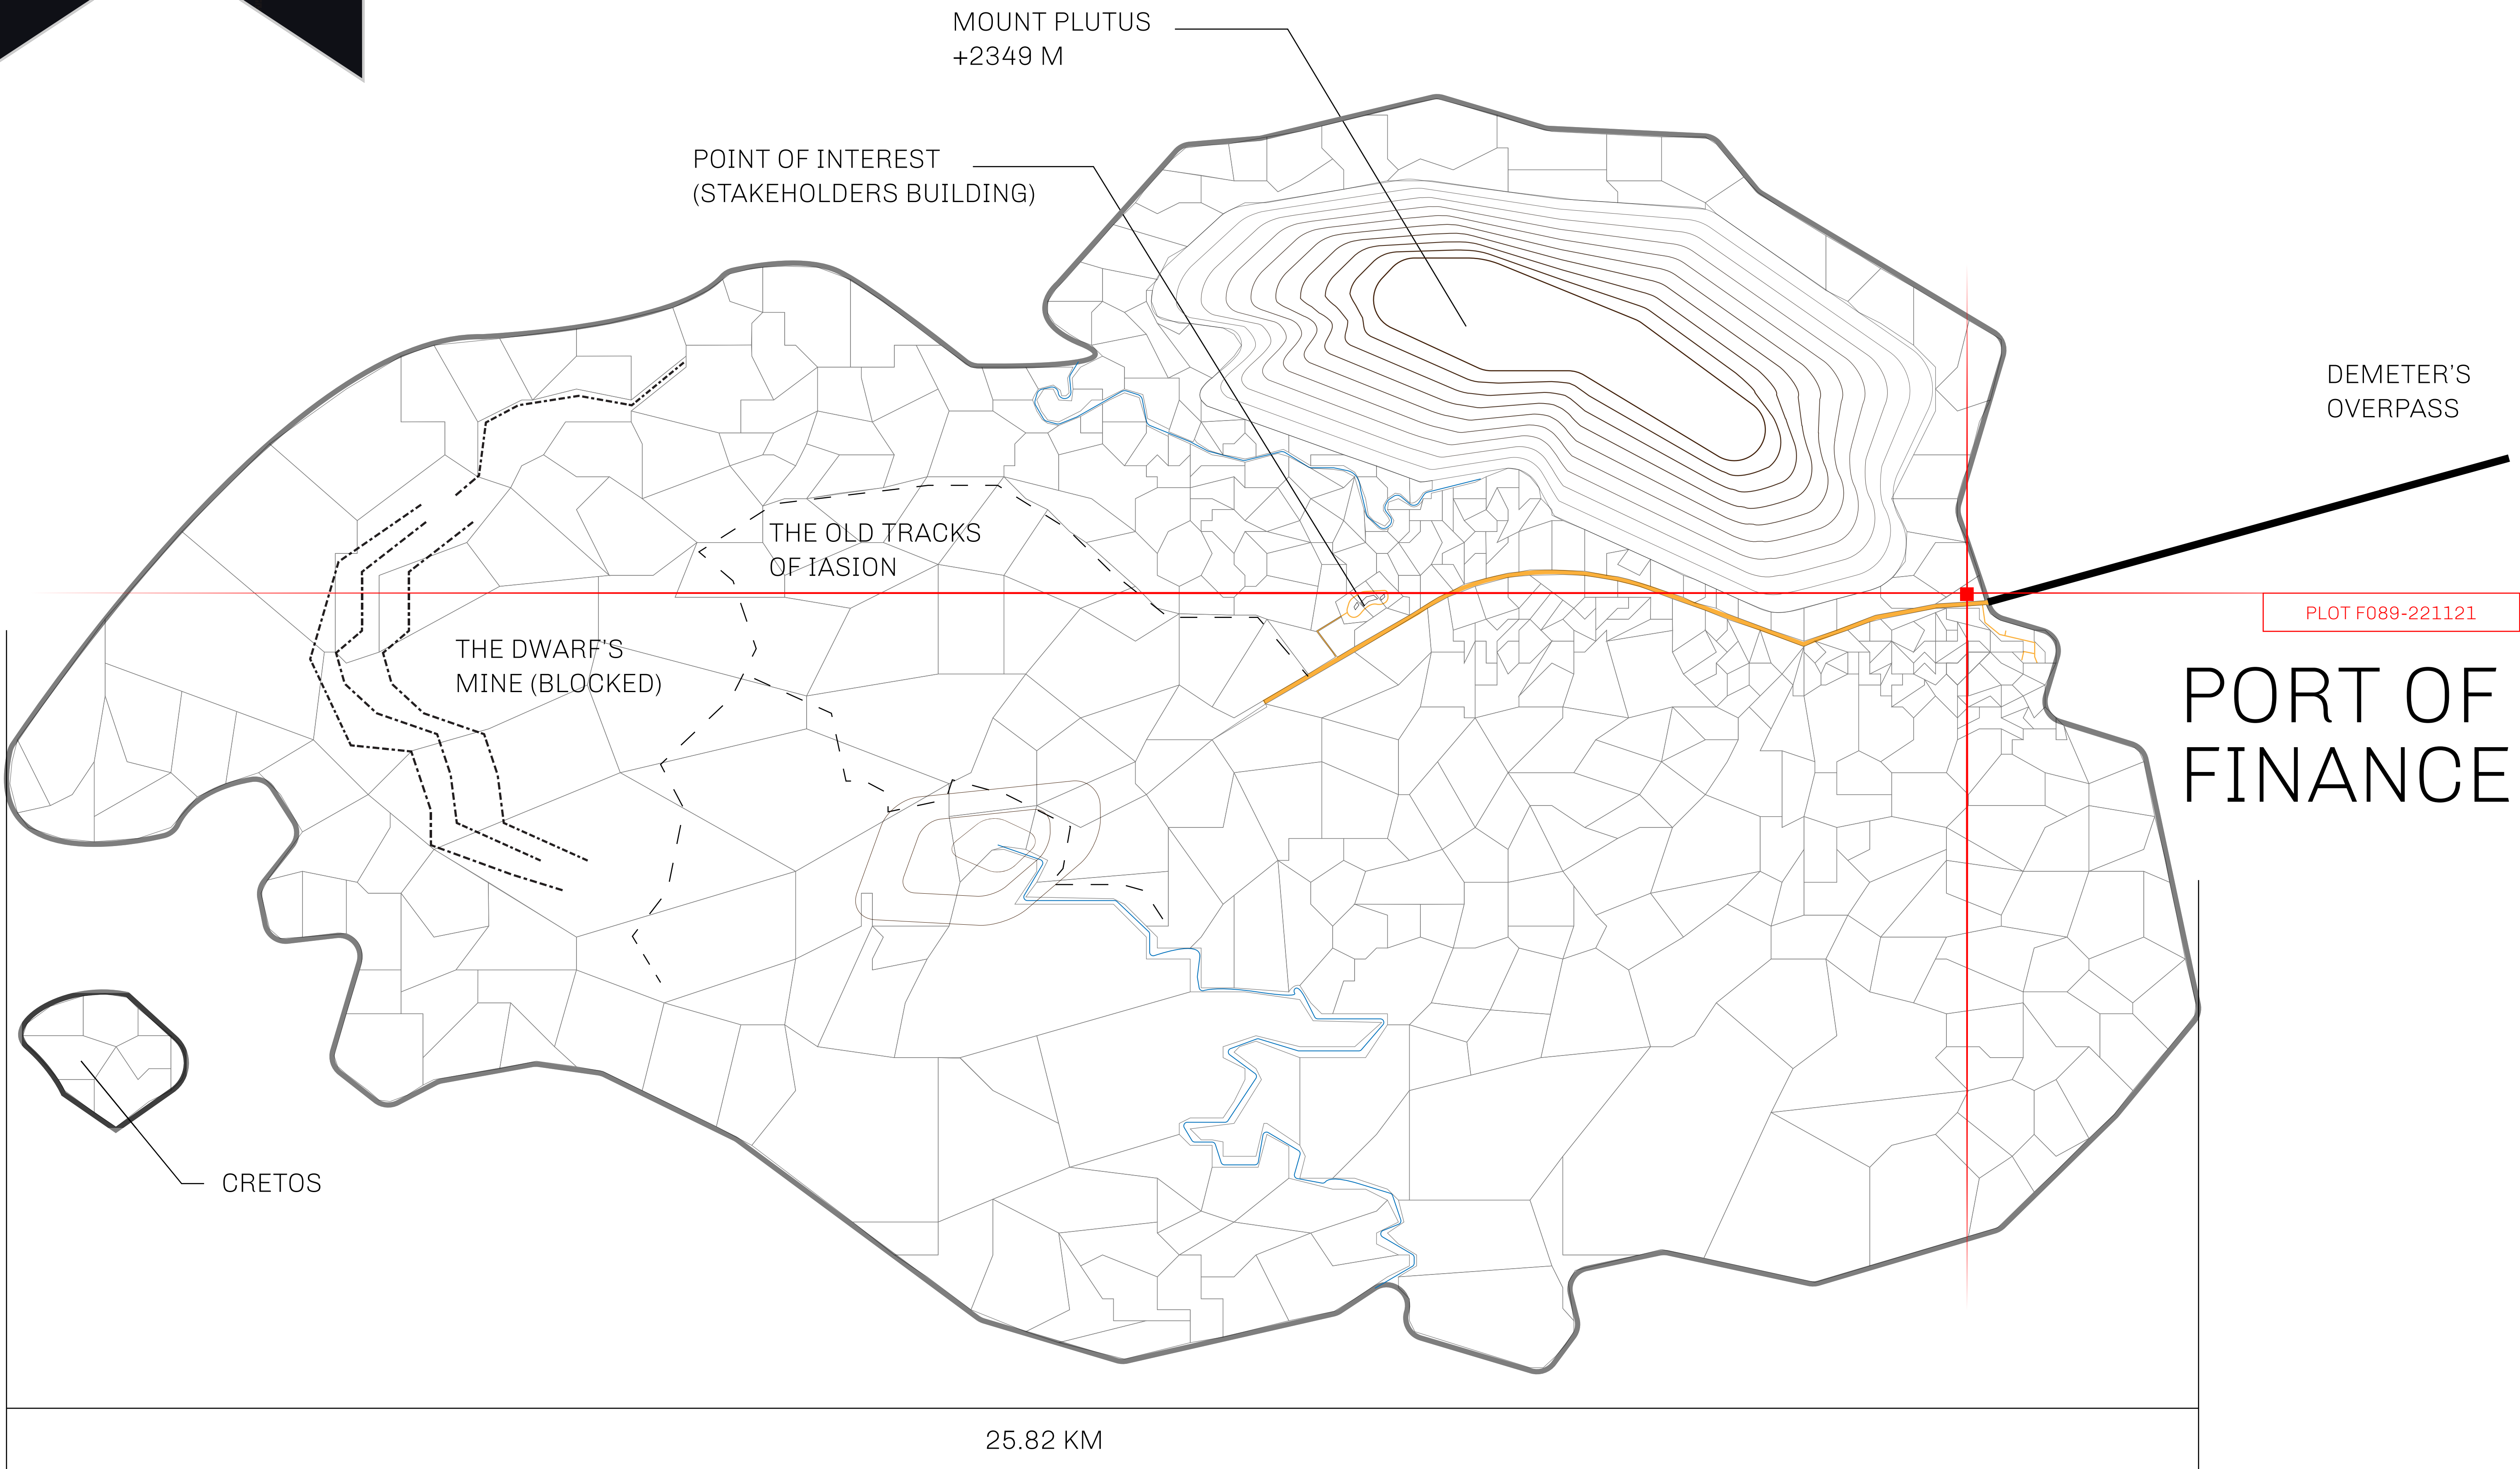 MOUNT PLUTUS
+2349 M
POINT OF INTEREST
(STAKEHOLDERS BUILDING)
DEMETER'S
OVERPASS
THE OLD TRACKS
OF IASION
PLOT F089-221121
THE DWARF'S
MINE (BLOCKED)
PORT OF
FINANCE
CRETOS
25.82 KM